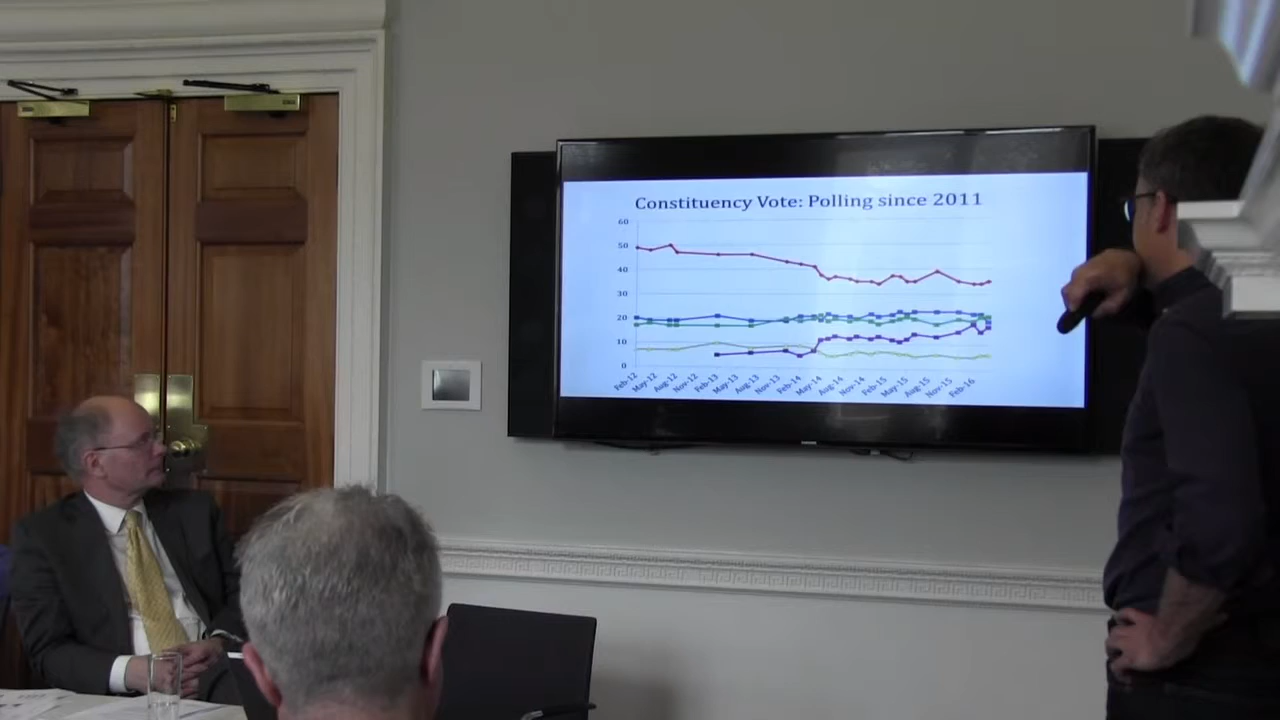 Constituency Vote: Polling since 2011
60
50
40
30
20
10
0
Feb-12
May-12
Aug-12
Nov-12
Feb-13
May-13
Aug-13
Nov-13
Feb-14
May-14
Aug-14
Nov-14
Feb-15
May-15
Aug-15
Nov-15
Feb-16